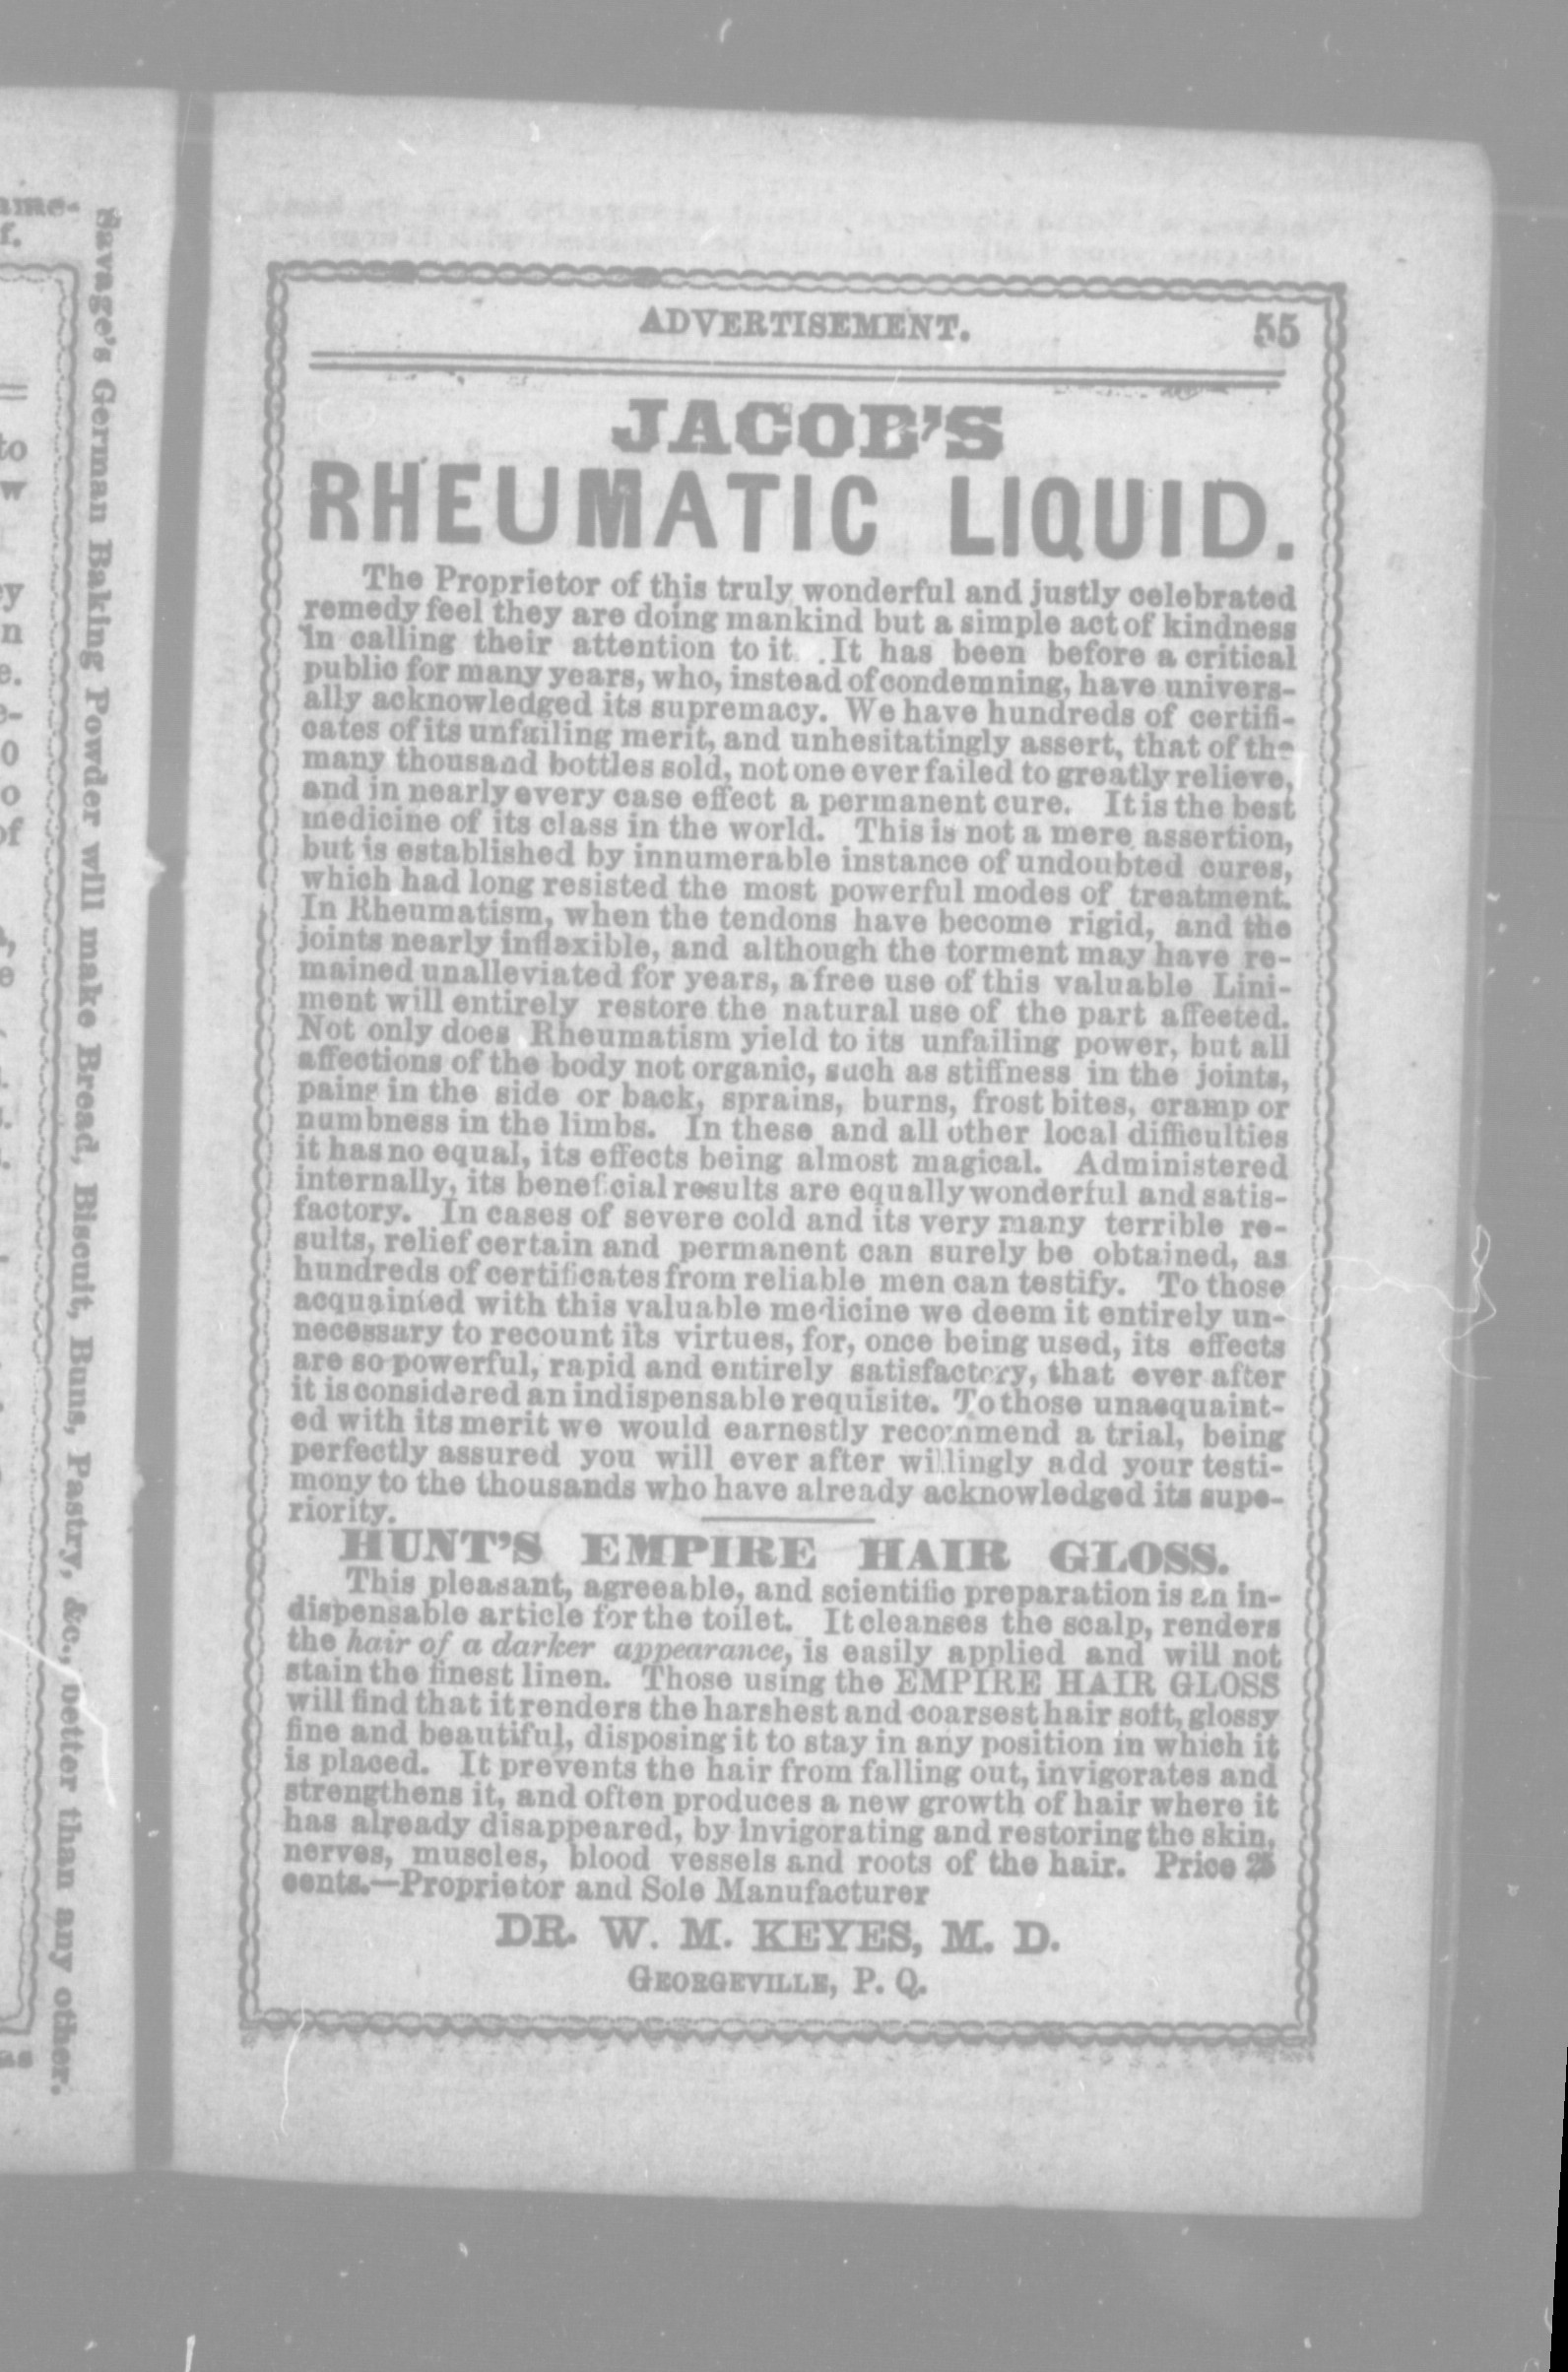 Savage's German Baking Powder will make Bread, Biscuit, Buns, Pastry, &c., better than any other.
ADVERTISEMENT. 55
JACOB'S
RHEUMATIC LIQUID.
The Proprietor of this truly wonderful and justly celebrated
remedy feel they are doing mankind but a simple act of kindness
in calling their attention to it. It has been before a critical
public for many years, who, instead of condemning, have univers-
ally acknowledged its supremacy. We have hundreds of certifi-
cates of its unfailing merit, and unhesitatingly assert, that of the
many thousand bottles sold, not one ever failed to greatly relieve,
and in nearly every case effect a permanent cure. It is the best
medicine of its class in the world. This is not a mere assertion,
but is established by innumerable instance of undoubted cures,
which had long resisted the most powerful modes of treatment.
In Rheumatism, when the tendons have become rigid, and the
joints nearly inflexible, and although the torment may have re-
mained unalleviated for years, a free use of this valuable Lini-
ment will entirely restore the natural use of the part affected.
Not only does Rheumatism yield to its unfailing power, but all
affections of the body not organic, such as stiffness in the joints,
pains in the side or back, sprains, burns, frost bites, cramp or
numbness in the limbs. In these and all other local difficulties
it has no equal, its effects being almost magical. Administered
internally, its beneficial results are equally wonderful and satis-
factory. In cases of severe cold and its very many terrible re-
sults, relief certain and permanent can surely be obtained, as
hundreds of certificates from reliable men can testify. To those
acquainted with this valuable medicine we deem it entirely un-
necessary to recount its virtues, for, once being used, its effects
are so powerful, rapid and entirely satisfactory, that ever after
it is considered an indispensable requisite. To those unacquaint-
ed with its merit we would earnestly recommend a trial, being
perfectly assured you will ever after willingly add your testi-
mony to the thousands who have already acknowledged its supe-
riority.
HUNT'S EMPIRE HAIR GLOSS.
This pleasant, agreeable, and scientific preparation is an in-
dispensable article for the toilet. It cleanses the scalp, renders
the hair of a darker appearance, is easily applied and will not
stain the finest linen. Those using the EMPIRE HAIR GLOSS
will find that it renders the harshest and coarsest hair soft, glossy
fine and beautiful, disposing it to stay in any position in which it
is placed. It prevents the hair from falling out, invigorates and
strengthens it, and often produces a new growth of hair where it
has already disappeared, by invigorating and restoring the skin,
nerves, muscles, blood vessels and roots of the hair. Price 25
cents.—Proprietor and Sole Manufacturer
DR. W. M. KEYES, M. D.
GEORGEVILLE, P. Q.